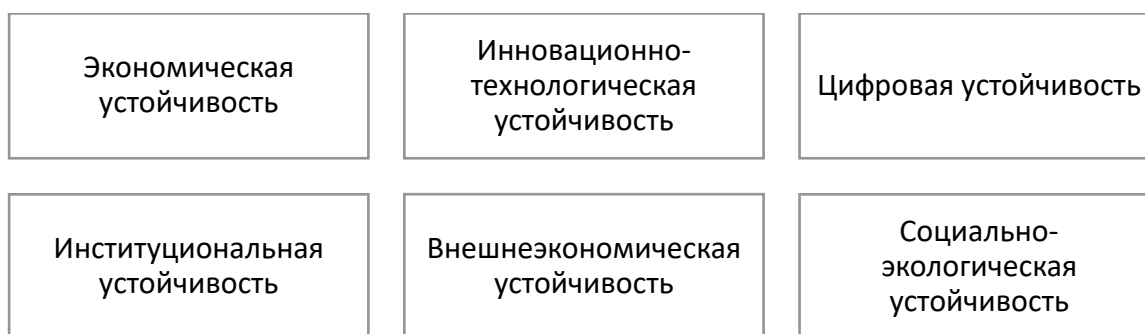 Экономическая
устойчивость
Инновационно-
технологическая
устойчивость
Цифровая устойчивость
Институциональная
устойчивость
Внешнеэкономическая
устойчивость
Социально-
экологическая
устойчивость